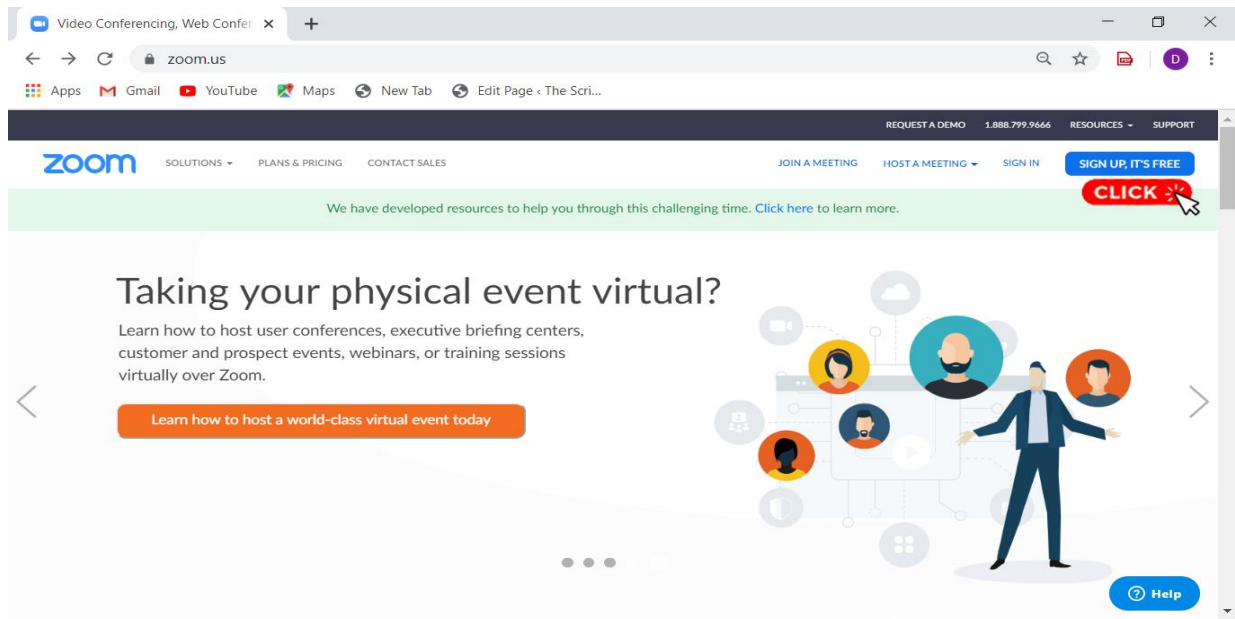 Video Conferencing, Web Confer
zoom.us
D
Apps Gmail YouTube Maps New Tab Edit Page ‹ The Scri...
REQUEST A DEMO 1.888.799.9666 RESOURCES SUPPORT
zoom SOLUTIONS PLANS & PRICING CONTACT SALES JOIN A MEETING HOST A MEETING SIGN IN SIGN UP, IT'S FREE
CLICK
We have developed resources to help you through this challenging time. Click here to learn more.
Taking your physical event virtual?
Learn how to host user conferences, executive briefing centers,
customer and prospect events, webinars, or training sessions
virtually over Zoom.
Learn how to host a world-class virtual event today
Help